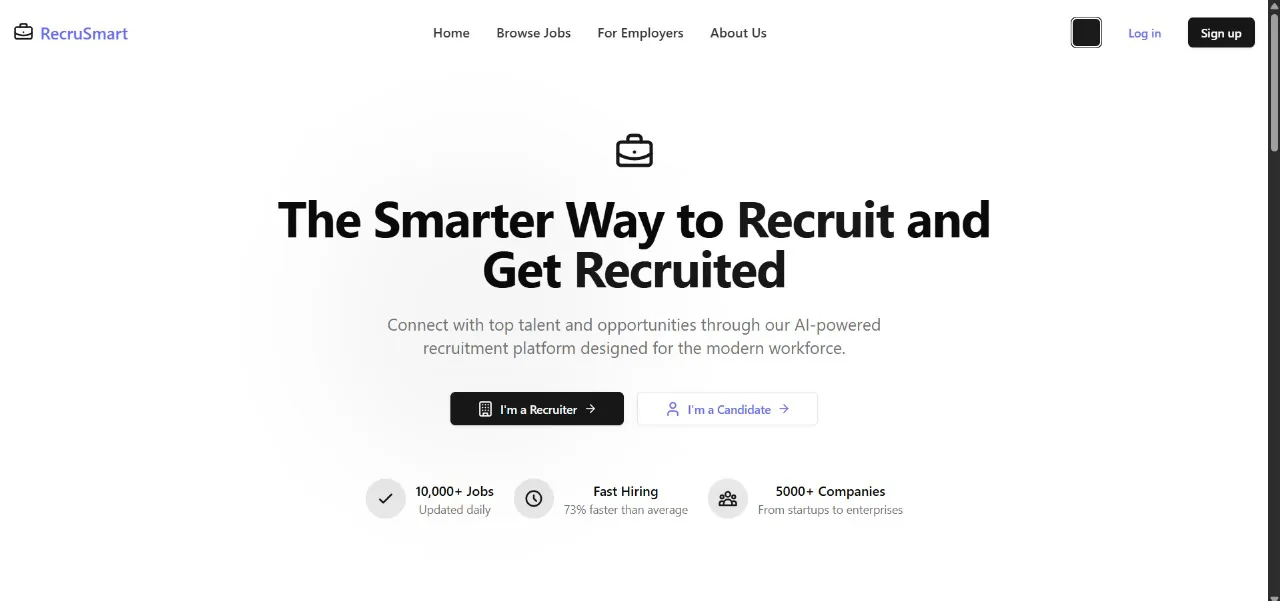 RecruSmart
Home
Browse Jobs
For Employers
About Us
Log in
Sign up
The Smarter Way to Recruit and
Get Recruited
Connect with top talent and opportunities through our AI-powered
recruitment platform designed for the modern workforce.
I'm a Recruiter
I'm a Candidate
10,000+ Jobs
Updated daily
Fast Hiring
73% faster than average
5000+ Companies
From startups to enterprises